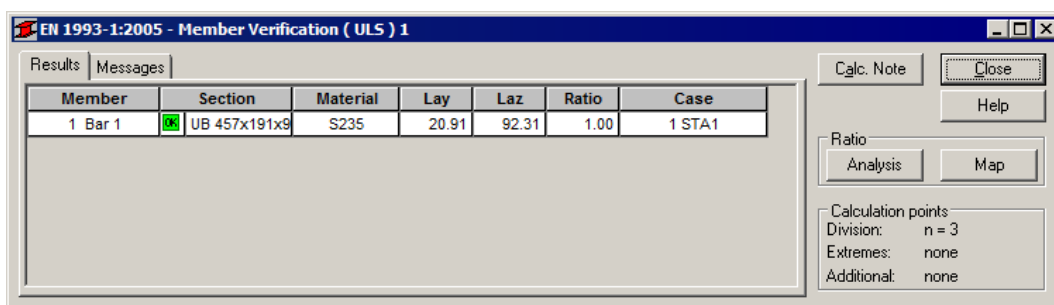 EN 1993-1:2005 - Member Verification ( ULS ) 1
Results Messages
Calc. Note Close
Help
Member Section Material Lay Laz Ratio Case
1 Bar 1 OK UB 457x191x9 S235 20.91 92.31 1.00 1 STA1
Ratio
Analysis Map
Calculation points
Division: n = 3
Extremes: none
Additional: none